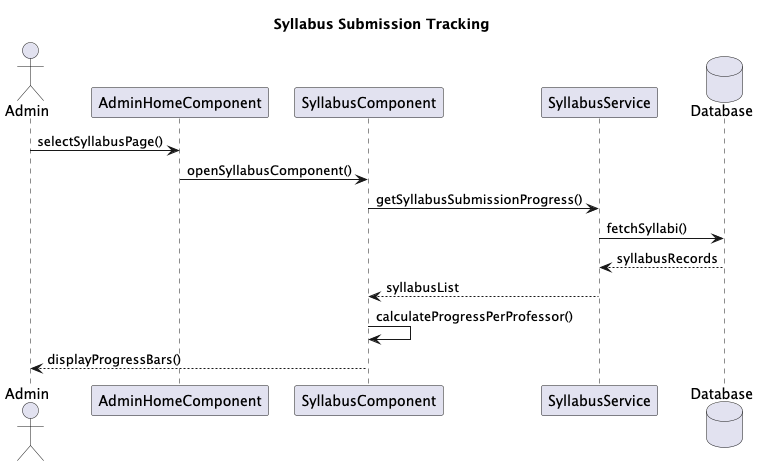 Syllabus Submission Tracking
Admin
AdminHomeComponent
SyllabusComponent
SyllabusService
Database
selectSyllabusPage()
openSyllabusComponent()
getSyllabusSubmissionProgress()
fetchSyllabi()
syllabusRecords
syllabusList
calculateProgressPerProfessor()
displayProgressBars()
Admin
AdminHomeComponent
SyllabusComponent
SyllabusService
Database